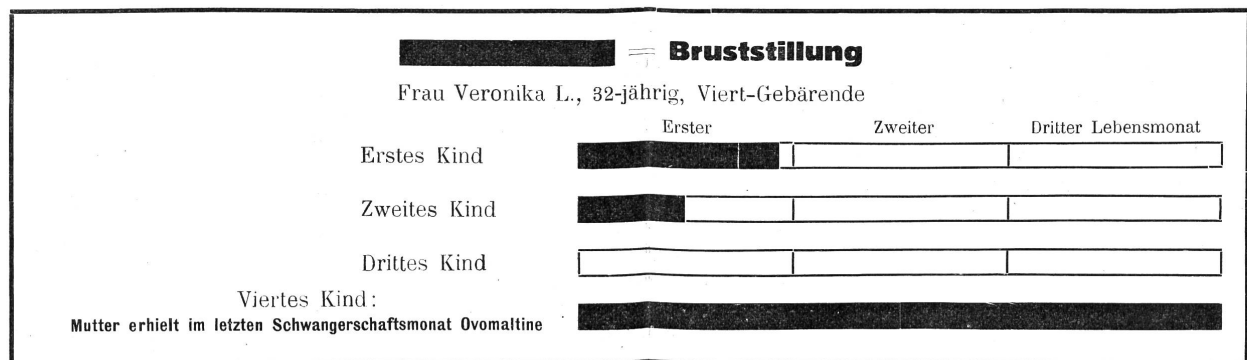 = Bruststillung
Frau Veronika L., 32-jährig, Viert-Gebärende
Erster Zweiter Dritter Lebensmonat
Erstes Kind
Zweites Kind
Drittes Kind
Viertes Kind:
Mutter erhielt im letzten Schwangerschaftsmonat Ovomaltine